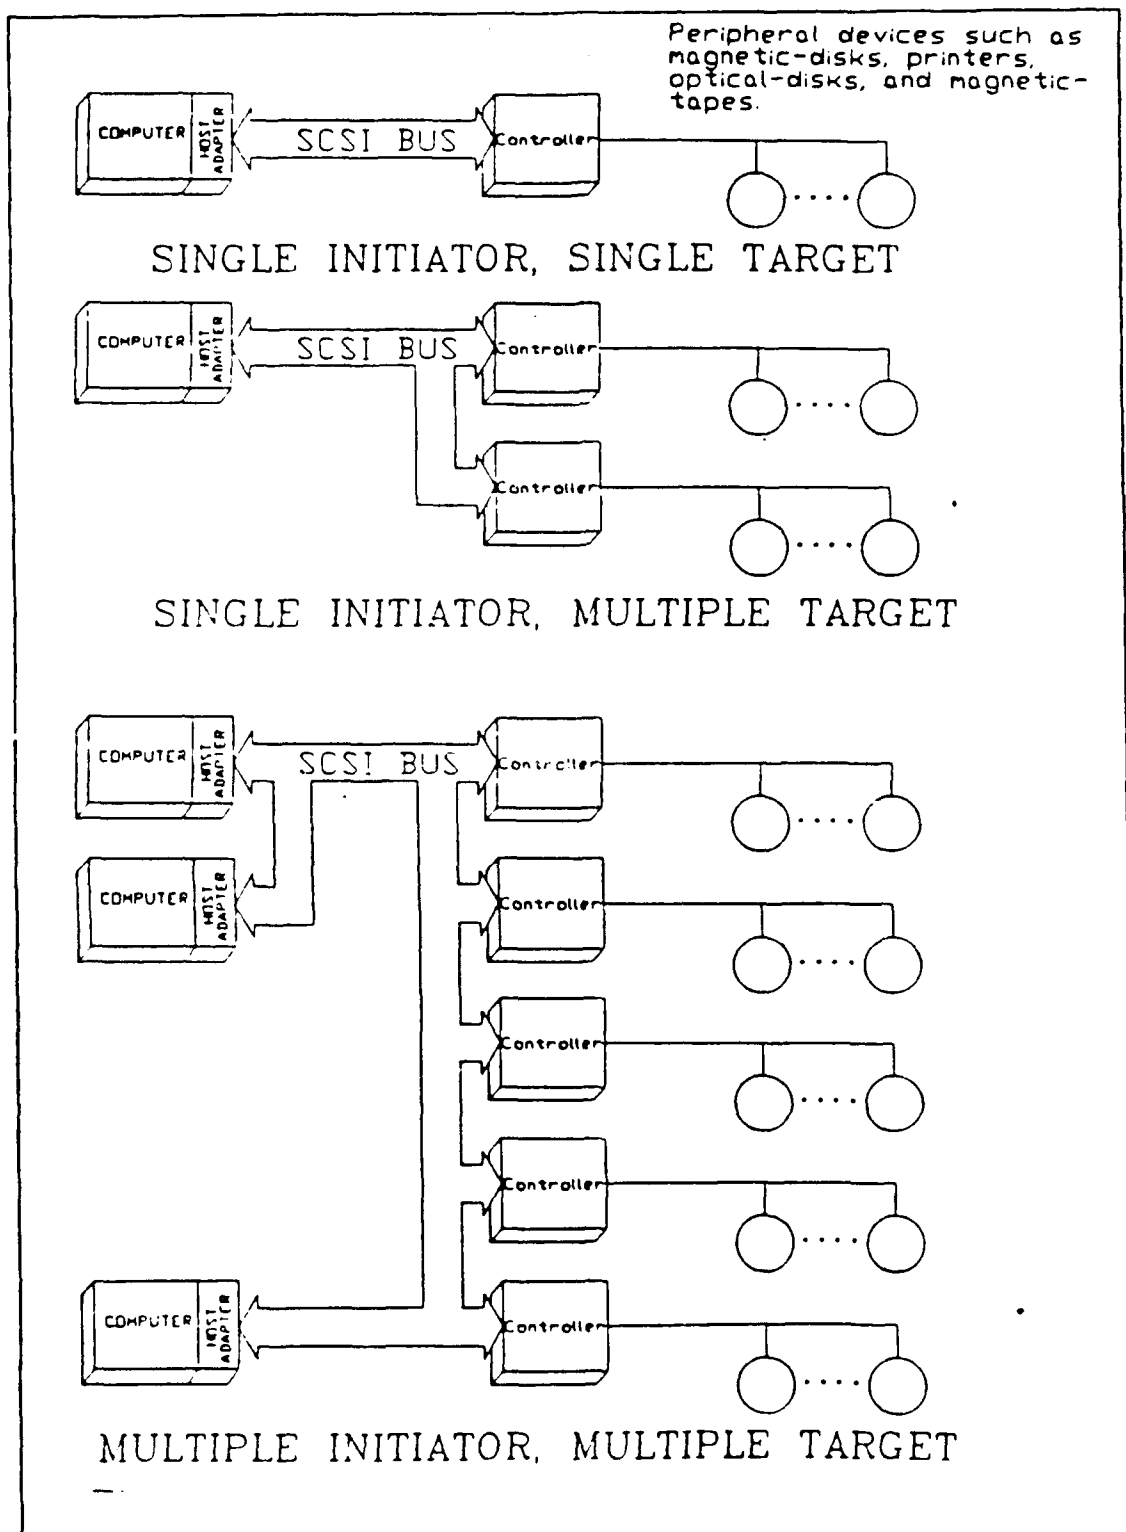 Peripheral devices such as
magnetic-disks, printers,
optical-disks, and magnetic-
tapes.
COMPUTER
HOST
ADAPTER
SCSI BUS
Controller
SINGLE INITIATOR, SINGLE TARGET
COMPUTER
HOST
ADAPTER
SCSI BUS
Controller
Controller
SINGLE INITIATOR, MULTIPLE TARGET
COMPUTER
HOST
ADAPTER
SCSI BUS
Controller
COMPUTER
HOST
ADAPTER
Controller
Controller
Controller
COMPUTER
HOST
ADAPTER
Controller
MULTIPLE INITIATOR, MULTIPLE TARGET